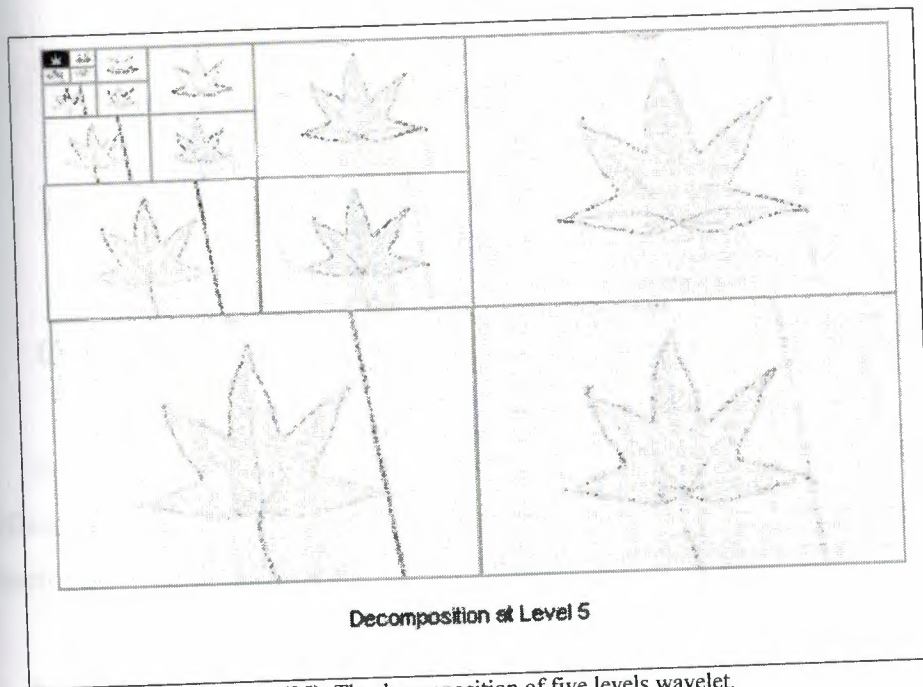 Decomposition at Level 5
The decomposition of five levels wavelet.